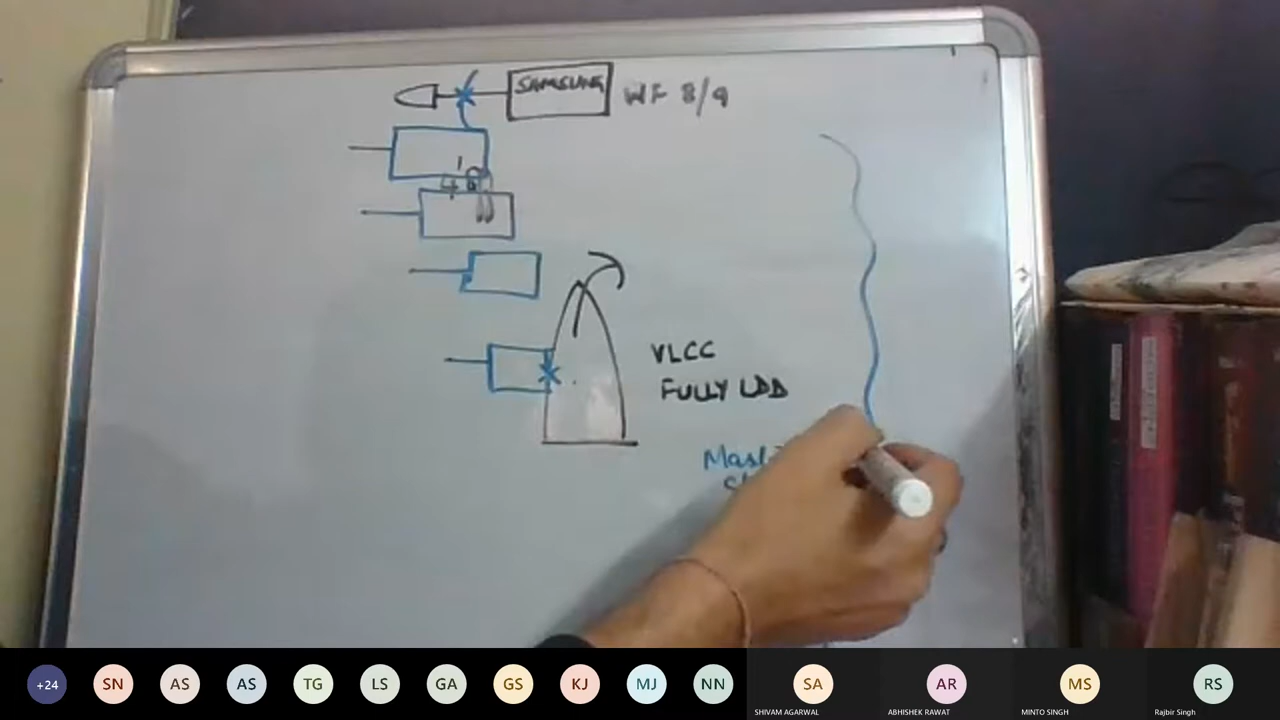 SAMSUNG WF 8/9
VLCC
FULLY LDD
+24 SN AS AS TG LS GA GS KJ MJ NN SA AR MS RS
SHIVAM AGARWAL ABHISHEK RAWAT MINTO SINGH Rajbir Singh